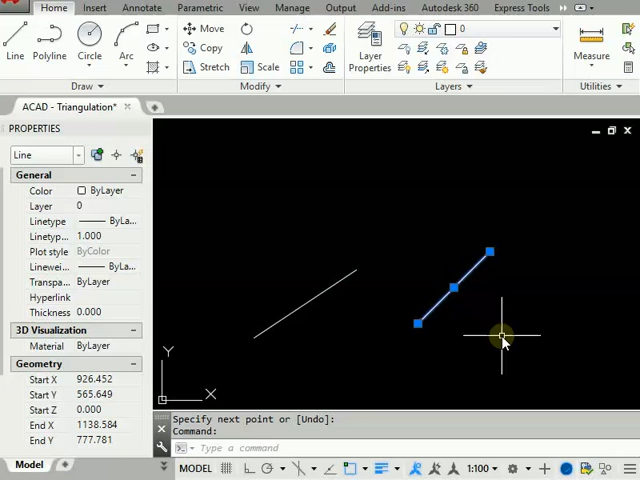 Home Insert Annotate Parametric View Manage Output Add-ins Autodesk 360 Express Tools
Line Polyline Circle Arc
Move
Copy
Stretch Scale
Layer
Properties
0
Measure
Draw Modify Layers Utilities
ACAD - Triangulation*
PROPERTIES
Line
General
Color ByLayer
Layer 0
Linetype ByLa...
Linetyp... 1.000
Plot style ByColor
Linewei... ByLa...
Transpa... ByLayer
Hyperlink
Thickness 0.000
3D Visualization
Material ByLayer
Geometry
Start X 926.452
Start Y 565.649
Start Z 0.000
End X 1138.584
End Y 777.781
Y
X
Specify next point or [Undo]:
Command:
Type a command
Model
MODEL 1:100